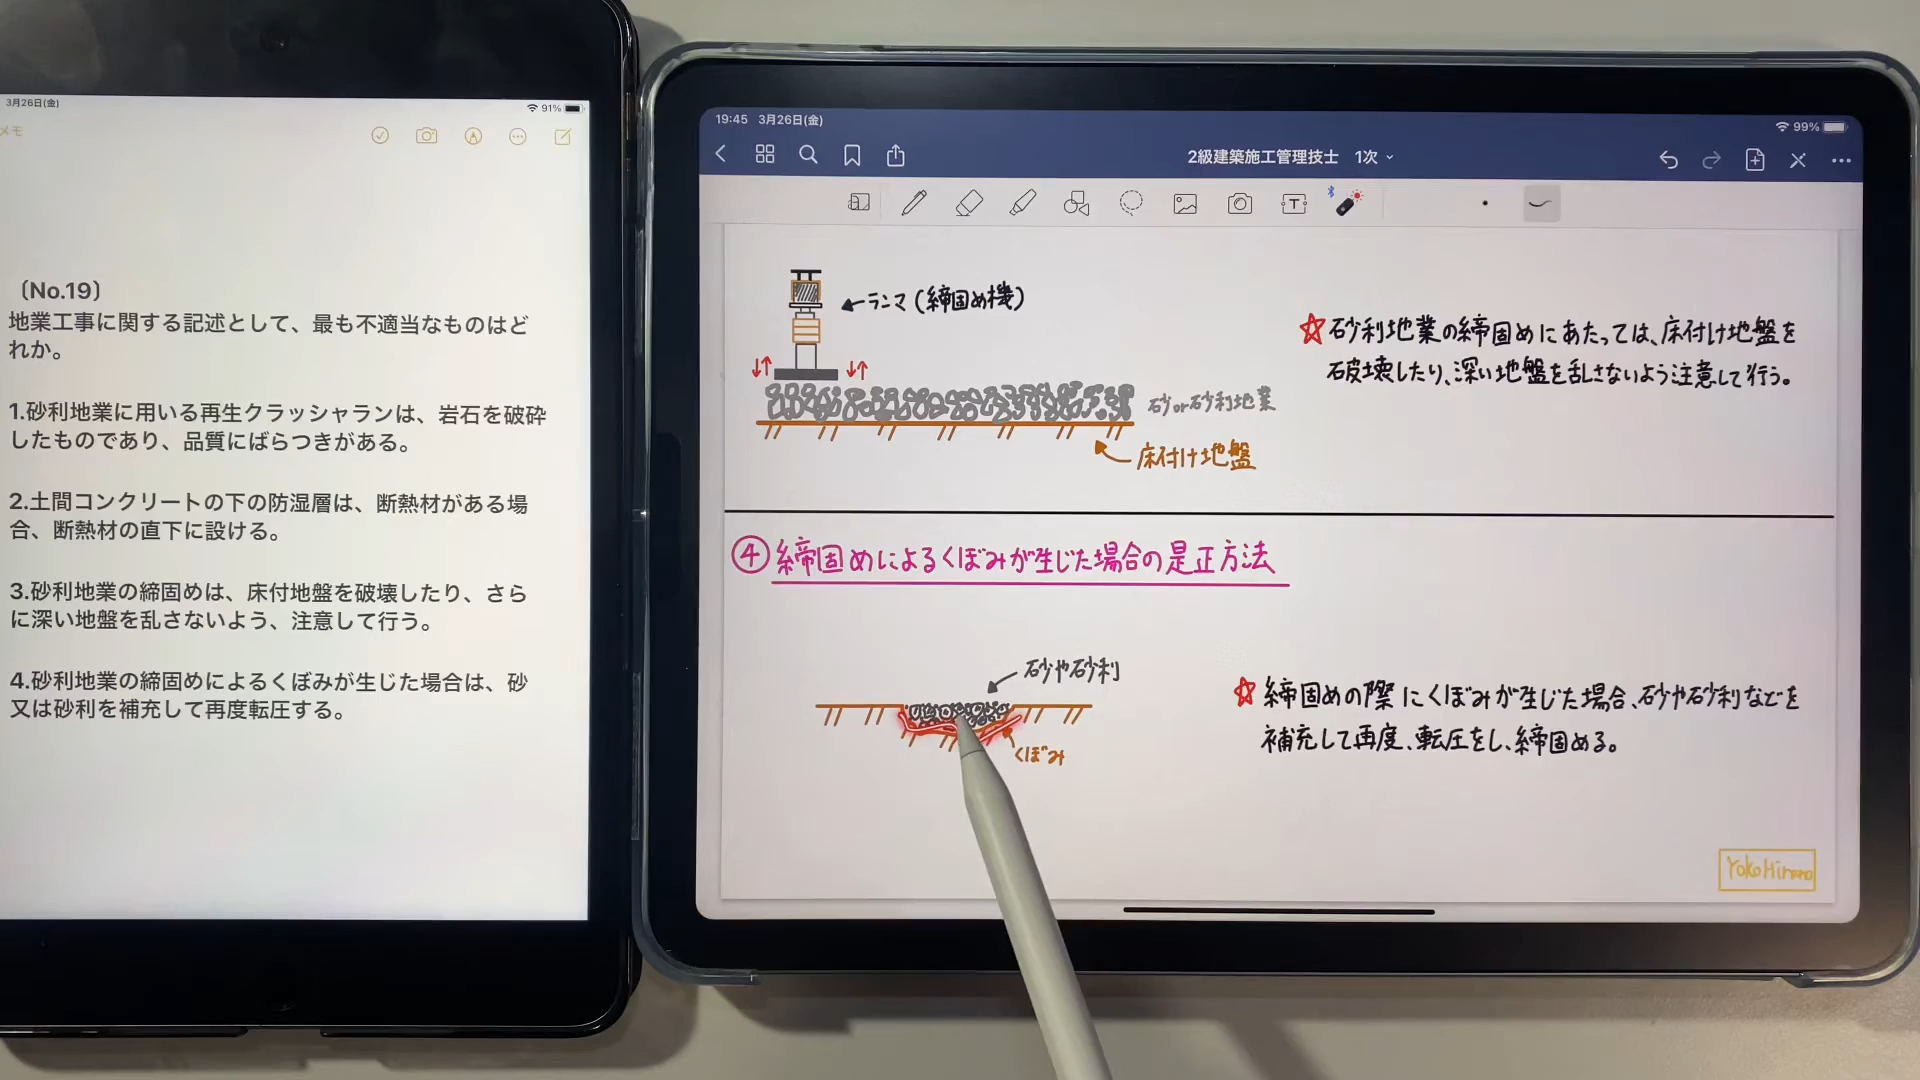 3月26日(金)
91%
メモ
〔No.19〕
地業工事に関する記述として、最も不適当なものはど
れか。
1.砂利地業に用いる再生クラッシャランは、岩石を破砕
したものであり、品質にばらつきがある。
2.土間コンクリートの下の防湿層は、断熱材がある場
合、断熱材の直下に設ける。
3.砂利地業の締固めは、床付地盤を破壊したり、さら
に深い地盤を乱さないよう、注意して行う。
4.砂利地業の締固めによるくぼみが生じた場合は、砂
又は砂利を補充して再度転圧する。
19:45 3月26日(金)
99%
2級建築施工管理技士 1次
ランマ(締固め機)
☆砂利地業の締固めにあたっては、床付け地盤を
破壊したり、深い地盤を乱さないよう注意して行う。
砂or砂利地業
床付け地盤
④締固めによるくぼみが生じた場合の是正方法
砂や砂利
くぼみ
☆締固めの際にくぼみが生じた場合、砂や砂利などを
補充して再度、転圧をし、締固める。
Yoko Hirano